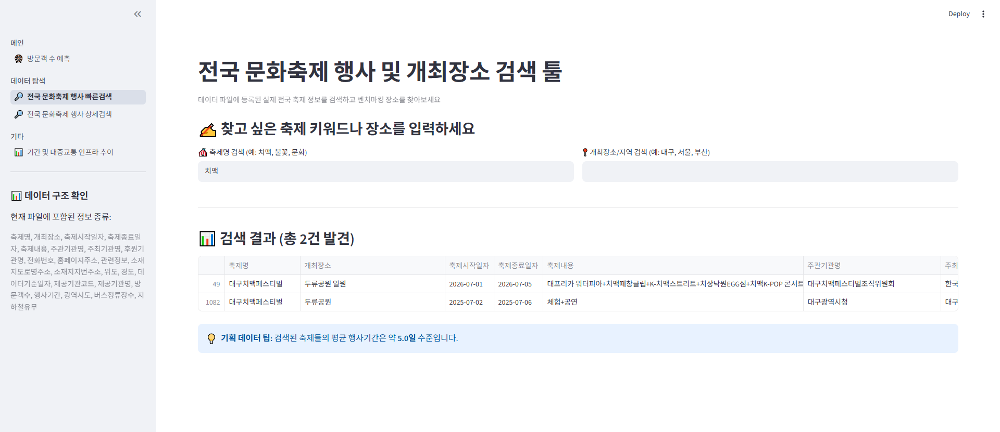 Deploy
메인
방문객 수 예측
데이터 탐색
전국 문화축제 행사 빠른검색
전국 문화축제 행사 상세검색
기타
기간 및 대중교통 인프라 추이
데이터 구조 확인
현재 파일에 포함된 정보 종류:
축제명, 개최장소, 축제시작일자, 축제종료일
자, 축제내용, 주관기관명, 주최기관명, 후원기
관명, 전화번호, 홈페이지주소, 관련정보, 소재
지도로명주소, 소재지지번주소, 위도, 경도, 데
이터기준일자, 제공기관코드, 제공기관명, 방
문객수, 행사기간, 광역시도, 버스정류장수, 지
하철유무
전국 문화축제 행사 및 개최장소 검색 툴
데이터 파일에 등록된 실제 전국 축제 정보를 검색하고 벤치마킹 장소를 찾아보세요
찾고 싶은 축제 키워드나 장소를 입력하세요
축제명 검색 (예: 치맥, 불꽃, 문화)
개최장소/지역 검색 (예: 대구, 서울, 부산)
치맥
검색 결과 (총 2건 발견)
축제명 개최장소 축제시작일자 축제종료일자 축제내용 주관기관명 주최
49 대구치맥페스티벌 두류공원 일원 2026-07-01 2026-07-05 대프리카 워터피아+치맥떼창클럽+K-치맥스트리트+치상낙원EGG섬+치맥K-POP 콘서트 대구치맥페스티벌조직위원회 한국
1082 대구치맥페스티벌 두류공원 2025-07-02 2025-07-06 체험+공연 대구광역시청 대구
기획 데이터 팁: 검색된 축제들의 평균 행사기간은 약 5.0일 수준입니다.